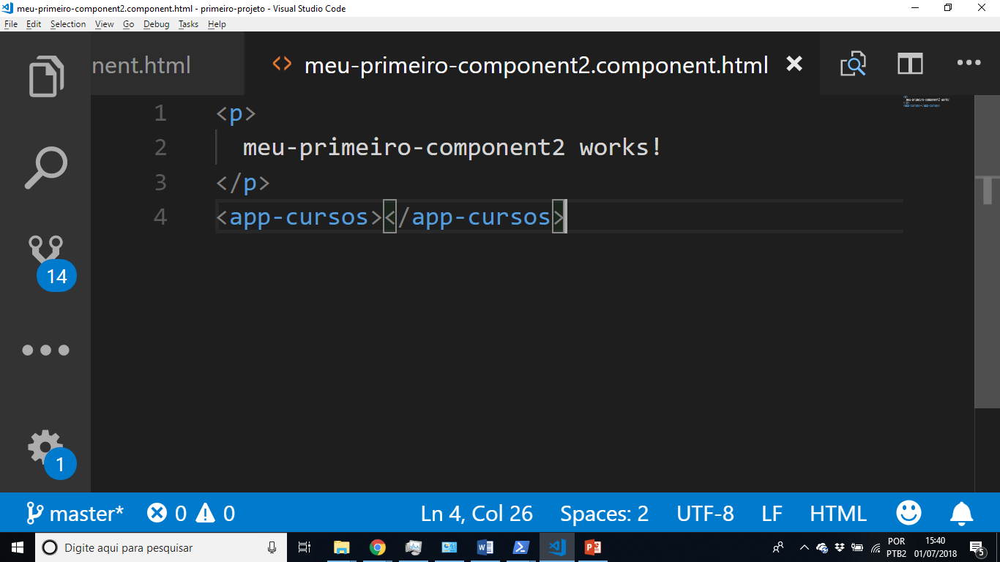 meu-primeiro-component2.component.html - primeiro-projeto - Visual Studio Code
File Edit Selection View Go Debug Tasks Help
nent.html
<> meu-primeiro-component2.component.html
1 <p>
2 meu-primeiro-component2 works!
3 </p>
4 <app-cursos></app-cursos>
14
1
master* 0 0 Ln 4, Col 26 Spaces: 2 UTF-8 LF HTML
Digite aqui para pesquisar
POR
PTB2
15:40
01/07/2018
5